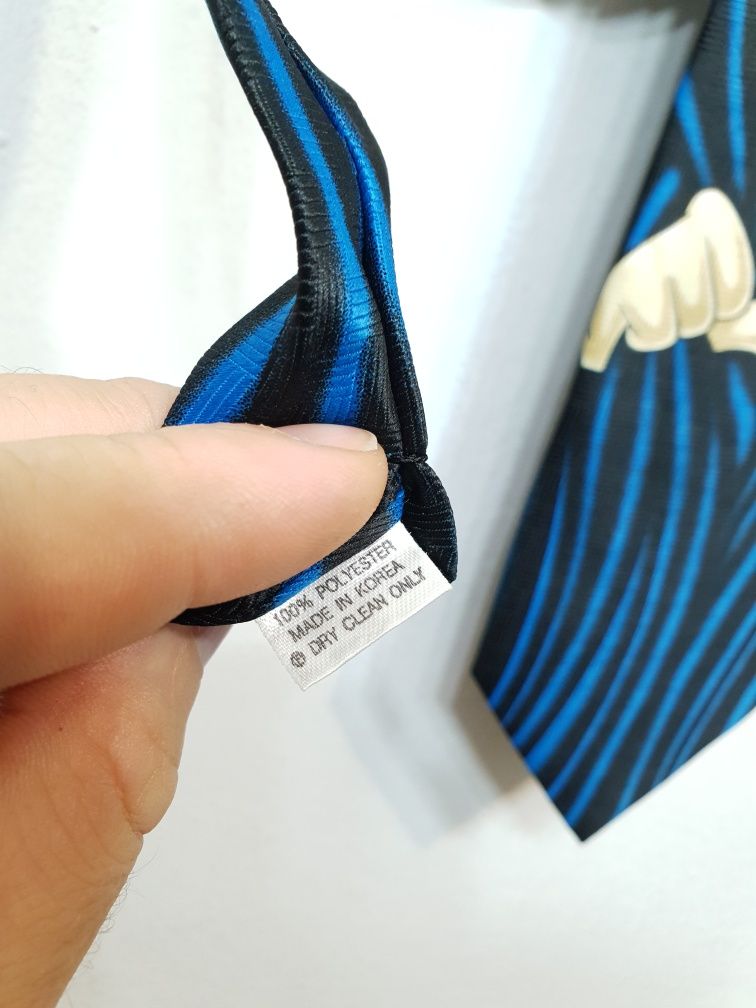 100% POLYESTER
MADE IN KOREA
Ⓟ DRY CLEAN ONLY